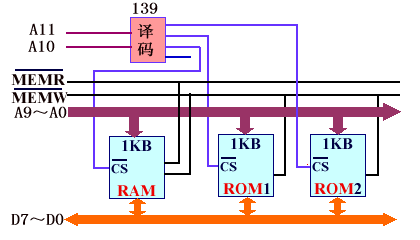 139
A11
A10
译
码
MEMR
MEMW
A9～A0
1KB
CS
RAM
1KB
CS
ROM1
1KB
CS
ROM2
D7～D0